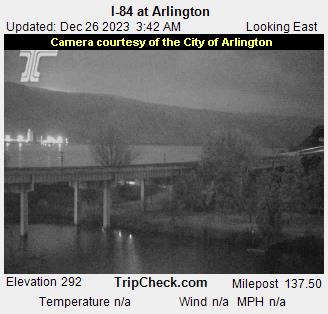 I-84 at Arlington
Updated: Dec 26 2023 3:42 AM Looking East
Camera courtesy of the City of Arlington
Elevation 292 TripCheck.com Milepost 137.50
Temperature n/a Wind n/a MPH n/a